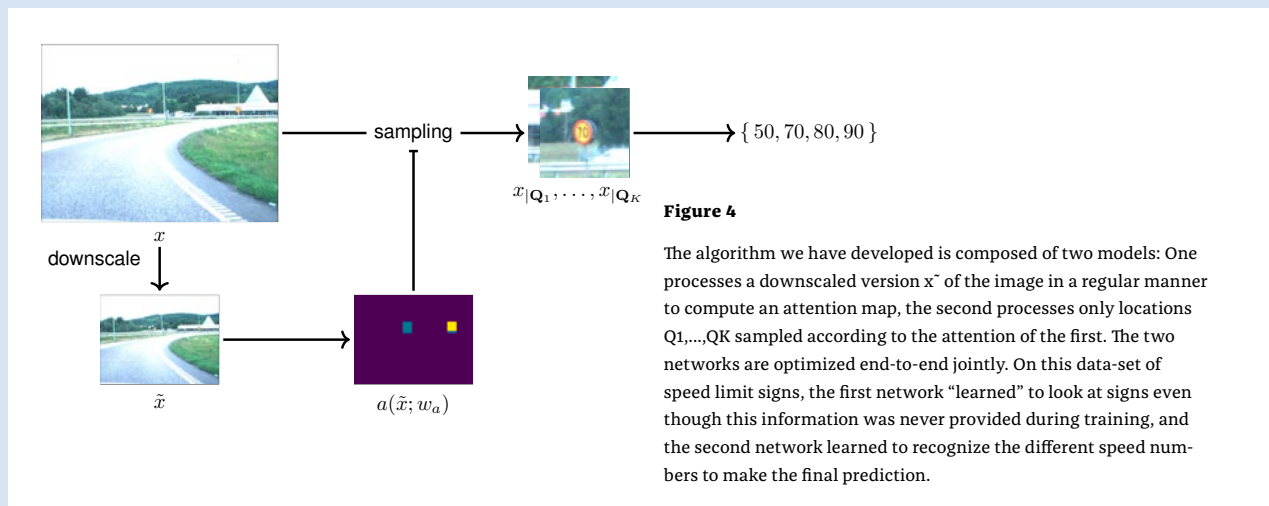 sampling
{ 50, 70, 80, 90 }
70
x|Q1, . . . , x|QK
x
downscale
x̃
a(x̃; wa)
Figure 4
The algorithm we have developed is composed of two models: One
processes a downscaled version x˜ of the image in a regular manner
to compute an attention map, the second processes only locations
Q1,...,QK sampled according to the attention of the first. The two
networks are optimized end-to-end jointly. On this data-set of
speed limit signs, the first network “learned” to look at signs even
though this information was never provided during training, and
the second network learned to recognize the different speed num-
bers to make the final prediction.